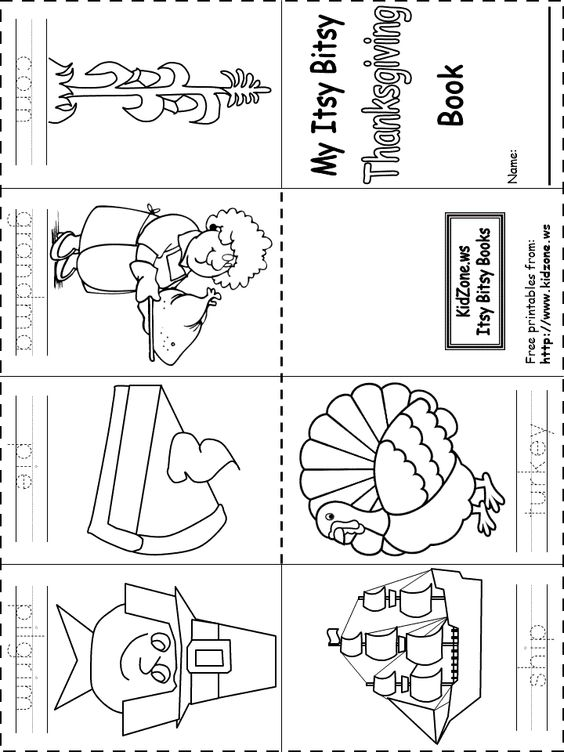 My Itsy Bitsy
Thanksgiving
Book
Name:
KidZone.ws
Itsy Bitsy Books
Free printables from:
http://www.kidzone.ws
turkey
ship
corn
grandma
pie
pilgrim